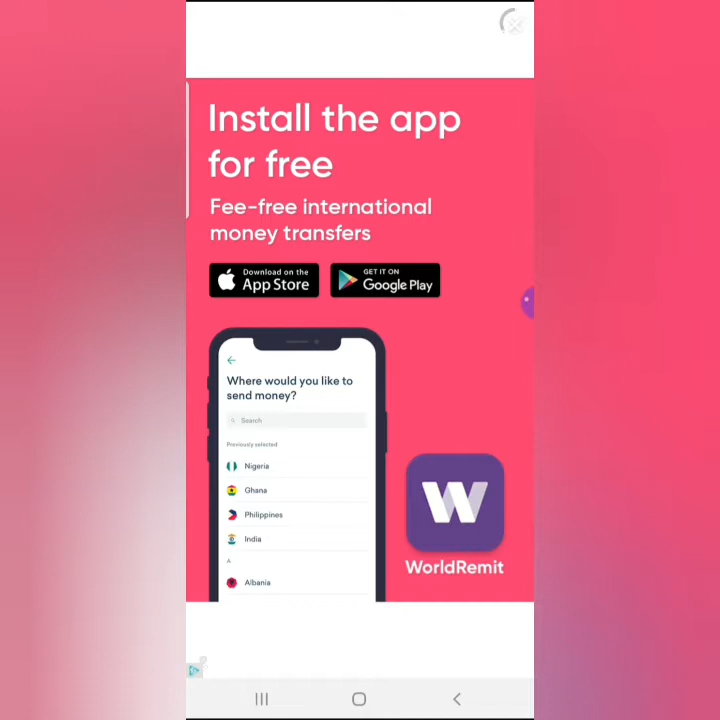 Install the app
for free
Fee-free international
money transfers
Download on the
App Store
GET IT ON
Google Play
Where would you like to
send money?
Search
Previously selected
Nigeria
Ghana
Philippines
India
A
Albania
W
WorldRemit